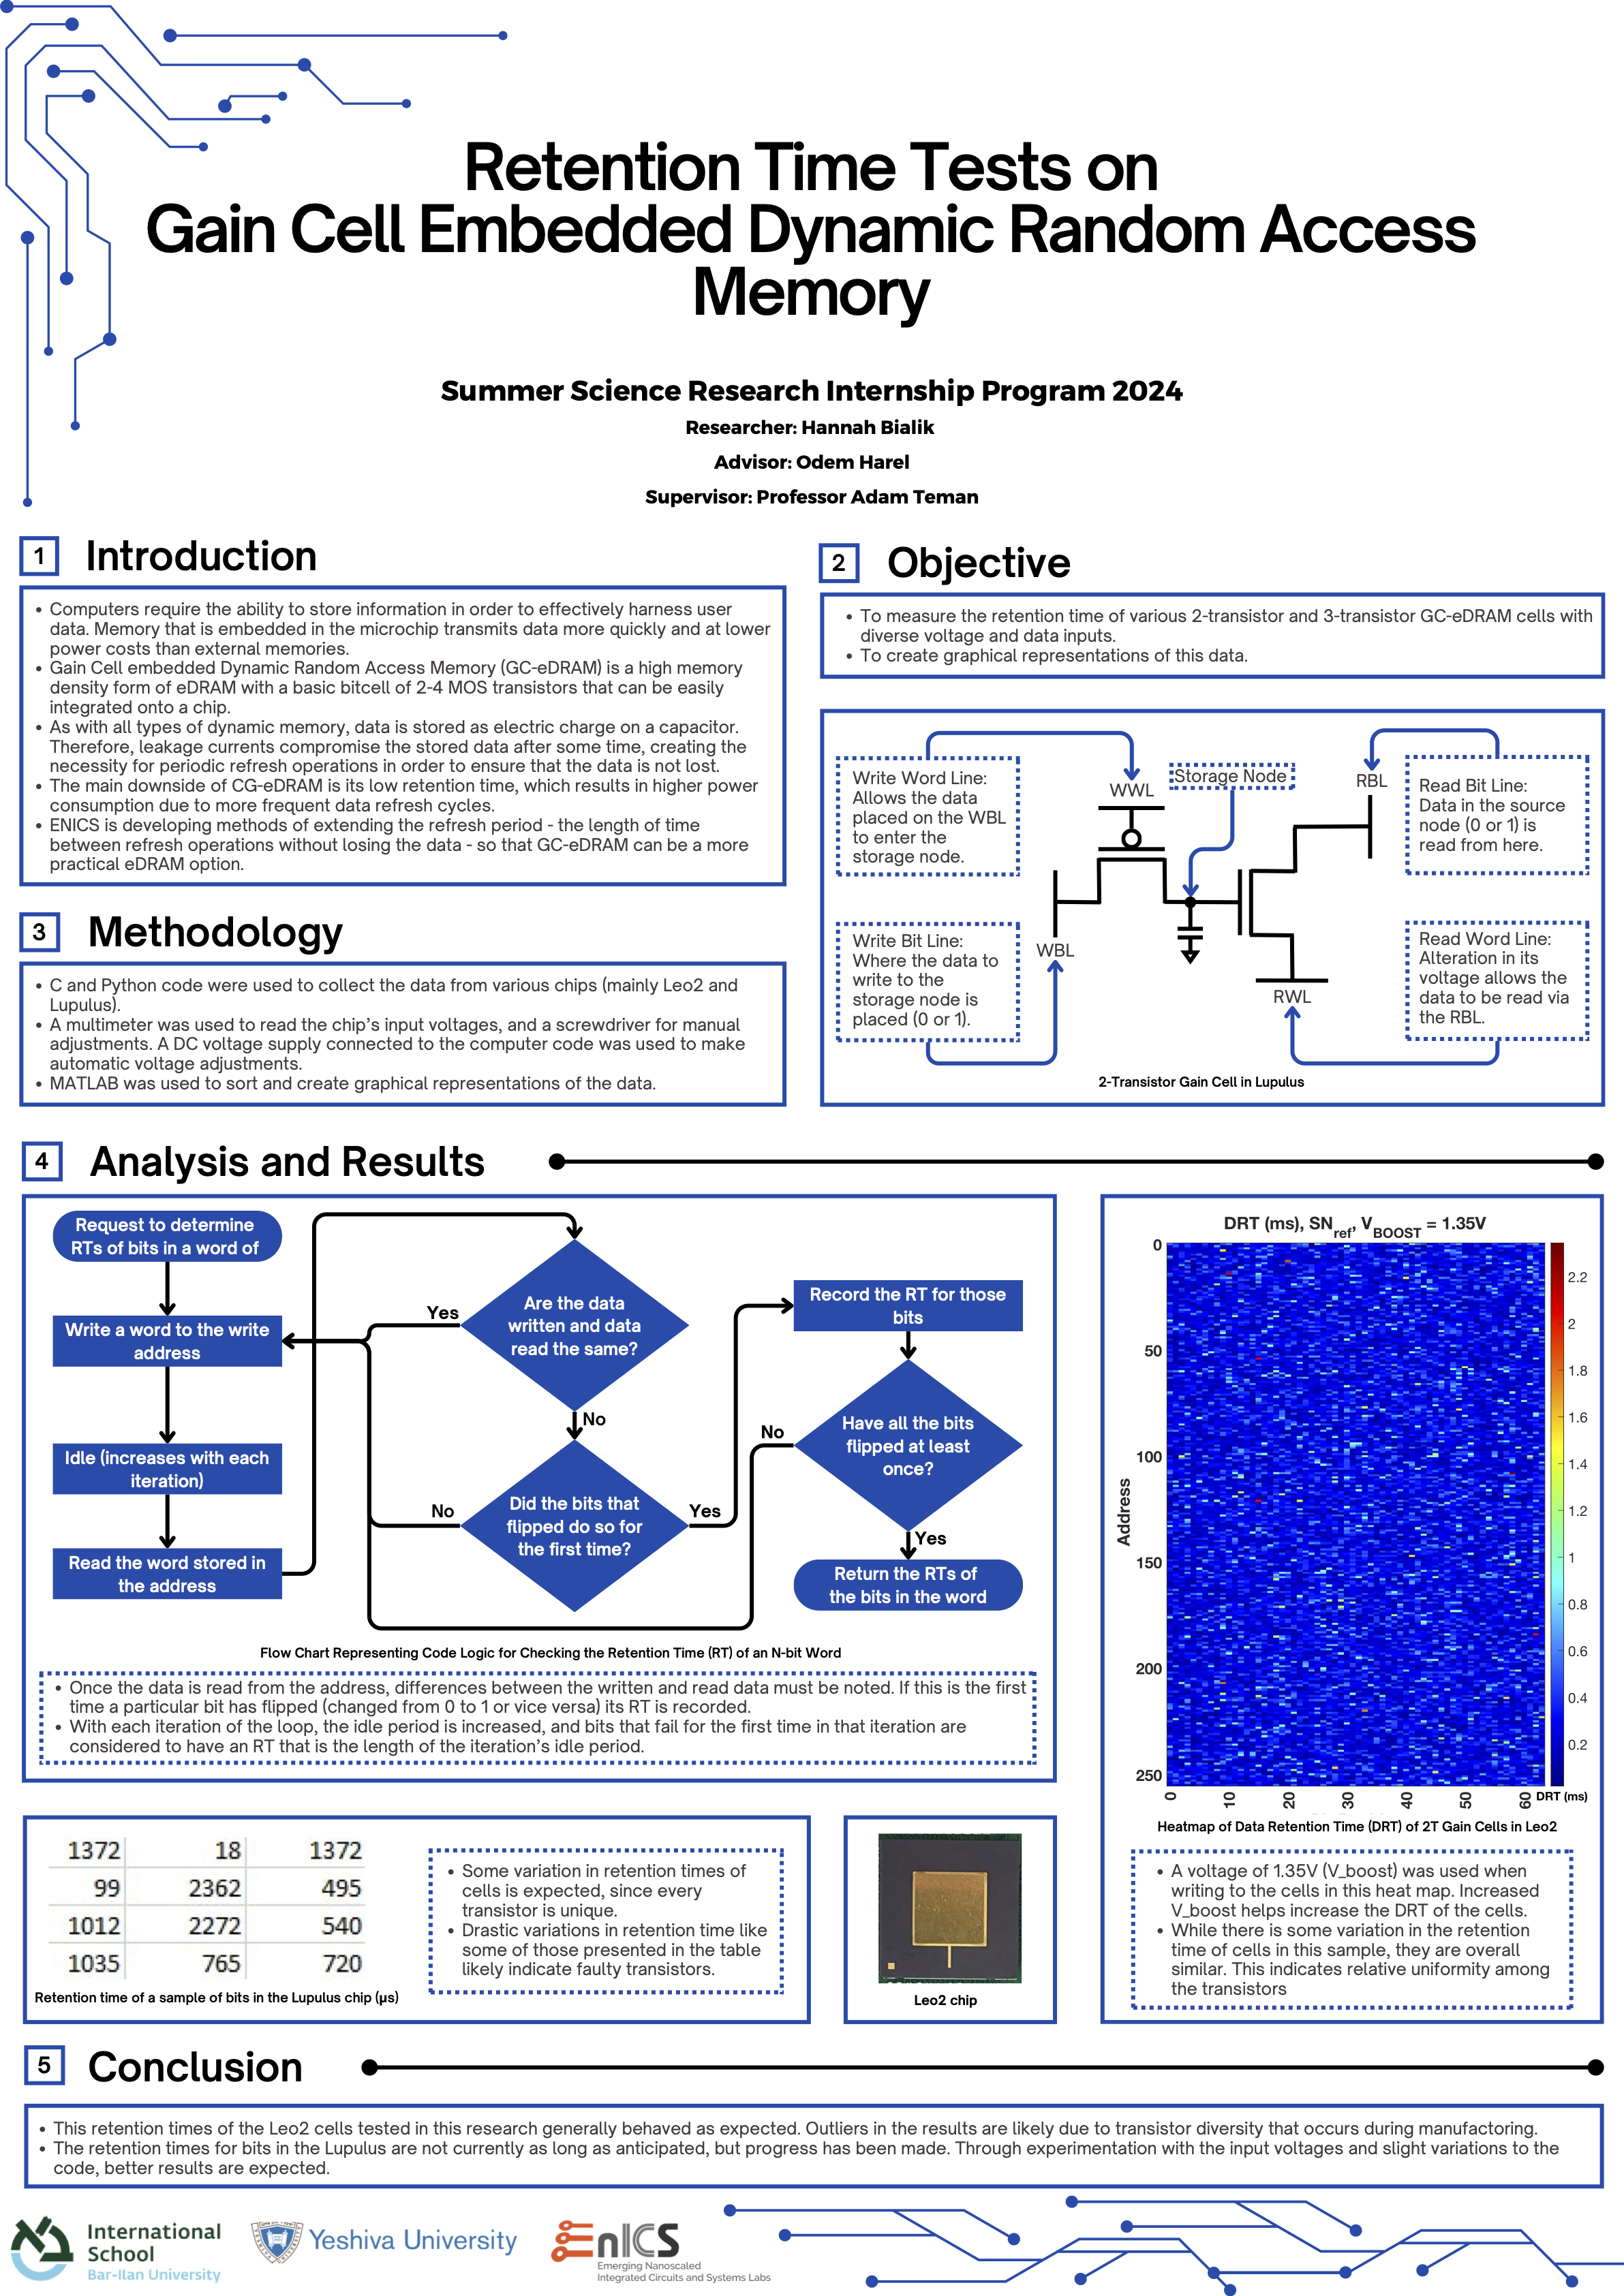 Retention Time Tests on
Gain Cell Embedded Dynamic Random Access
Memory
Summer Science Research Internship Program 2024
Researcher: Hannah Bialik
Advisor: Odem Harel
Supervisor: Professor Adam Teman
1 Introduction
• Computers require the ability to store information in order to effectively harness user
data. Memory that is embedded in the microchip transmits data more quickly and at lower
power costs than external memories.
• Gain Cell embedded Dynamic Random Access Memory (GC-eDRAM) is a high memory
density form of eDRAM with a basic bitcell of 2-4 MOS transistors that can be easily
integrated onto a chip.
• As with all types of dynamic memory, data is stored as electric charge on a capacitor.
Therefore, leakage currents compromise the stored data after some time, creating the
necessity for periodic refresh operations in order to ensure that the data is not lost.
• The main downside of CG-eDRAM is its low retention time, which results in higher power
consumption due to more frequent data refresh cycles.
• ENICS is developing methods of extending the refresh period - the length of time
between refresh operations without losing the data - so that GC-eDRAM can be a more
practical eDRAM option.
2 Objective
• To measure the retention time of various 2-transistor and 3-transistor GC-eDRAM cells with
diverse voltage and data inputs.
• To create graphical representations of this data.
Write Word Line:
Allows the data
placed on the WBL
to enter the
storage node.
WWL
Storage Node
RBL
Read Bit Line:
Data in the source
node (0 or 1) is
read from here.
Write Bit Line:
Where the data to
write to the
storage node is
placed (0 or 1).
WBL
RWL
Read Word Line:
Alteration in its
voltage allows the
data to be read via
the RBL.
2-Transistor Gain Cell in Lupulus
3 Methodology
• C and Python code were used to collect the data from various chips (mainly Leo2 and
Lupulus).
• A multimeter was used to read the chip's input voltages, and a screwdriver for manual
adjustments. A DC voltage supply connected to the computer code was used to make
automatic voltage adjustments.
• MATLAB was used to sort and create graphical representations of the data.
4 Analysis and Results
Request to determine
RTs of bits in a word of
Write a word to the write
address
Idle (increases with each
iteration)
Read the word stored in
the address
Are the data
written and data
read the same?
Yes
No
Did the bits that
flipped do so for
the first time?
No
Yes
Record the RT for those
bits
Have all the bits
flipped at least
once?
No
Yes
Return the RTs of
the bits in the word
Flow Chart Representing Code Logic for Checking the Retention Time (RT) of an N-bit Word
• Once the data is read from the address, differences between the written and read data must be noted. If this is the first
time a particular bit has flipped (changed from 0 to 1 or vice versa) its RT is recorded.
• With each iteration of the loop, the idle period is increased, and bits that fail for the first time in that iteration are
considered to have an RT that is the length of the iteration's idle period.
DRT (ms), SNref, VBOOST = 1.35V
Address
0
50
100
150
200
250
0 10 20 30 40 50 60
2.2
2
1.8
1.6
1.4
1.2
1
0.8
0.6
0.4
0.2
DRT (ms)
Heatmap of Data Retention Time (DRT) of 2T Gain Cells in Leo2
• A voltage of 1.35V (V_boost) was used when
writing to the cells in this heat map. Increased
V_boost helps increase the DRT of the cells.
• While there is some variation in the retention
time of cells in this sample, they are overall
similar. This indicates relative uniformity among
the transistors
1372 18 1372
99 2362 495
1012 2272 540
1035 765 720
Retention time of a sample of bits in the Lupulus chip (µs)
• Some variation in retention times of
cells is expected, since every
transistor is unique.
• Drastic variations in retention time like
some of those presented in the table
likely indicate faulty transistors.
Leo2 chip
5 Conclusion
• This retention times of the Leo2 cells tested in this research generally behaved as expected. Outliers in the results are likely due to transistor diversity that occurs during manufactoring.
• The retention times for bits in the Lupulus are not currently as long as anticipated, but progress has been made. Through experimentation with the input voltages and slight variations to the
code, better results are expected.
International
School
Bar-Ilan University
Yeshiva University
EnICS
Emerging Nanoscaled
Integrated Circuits and Systems Labs